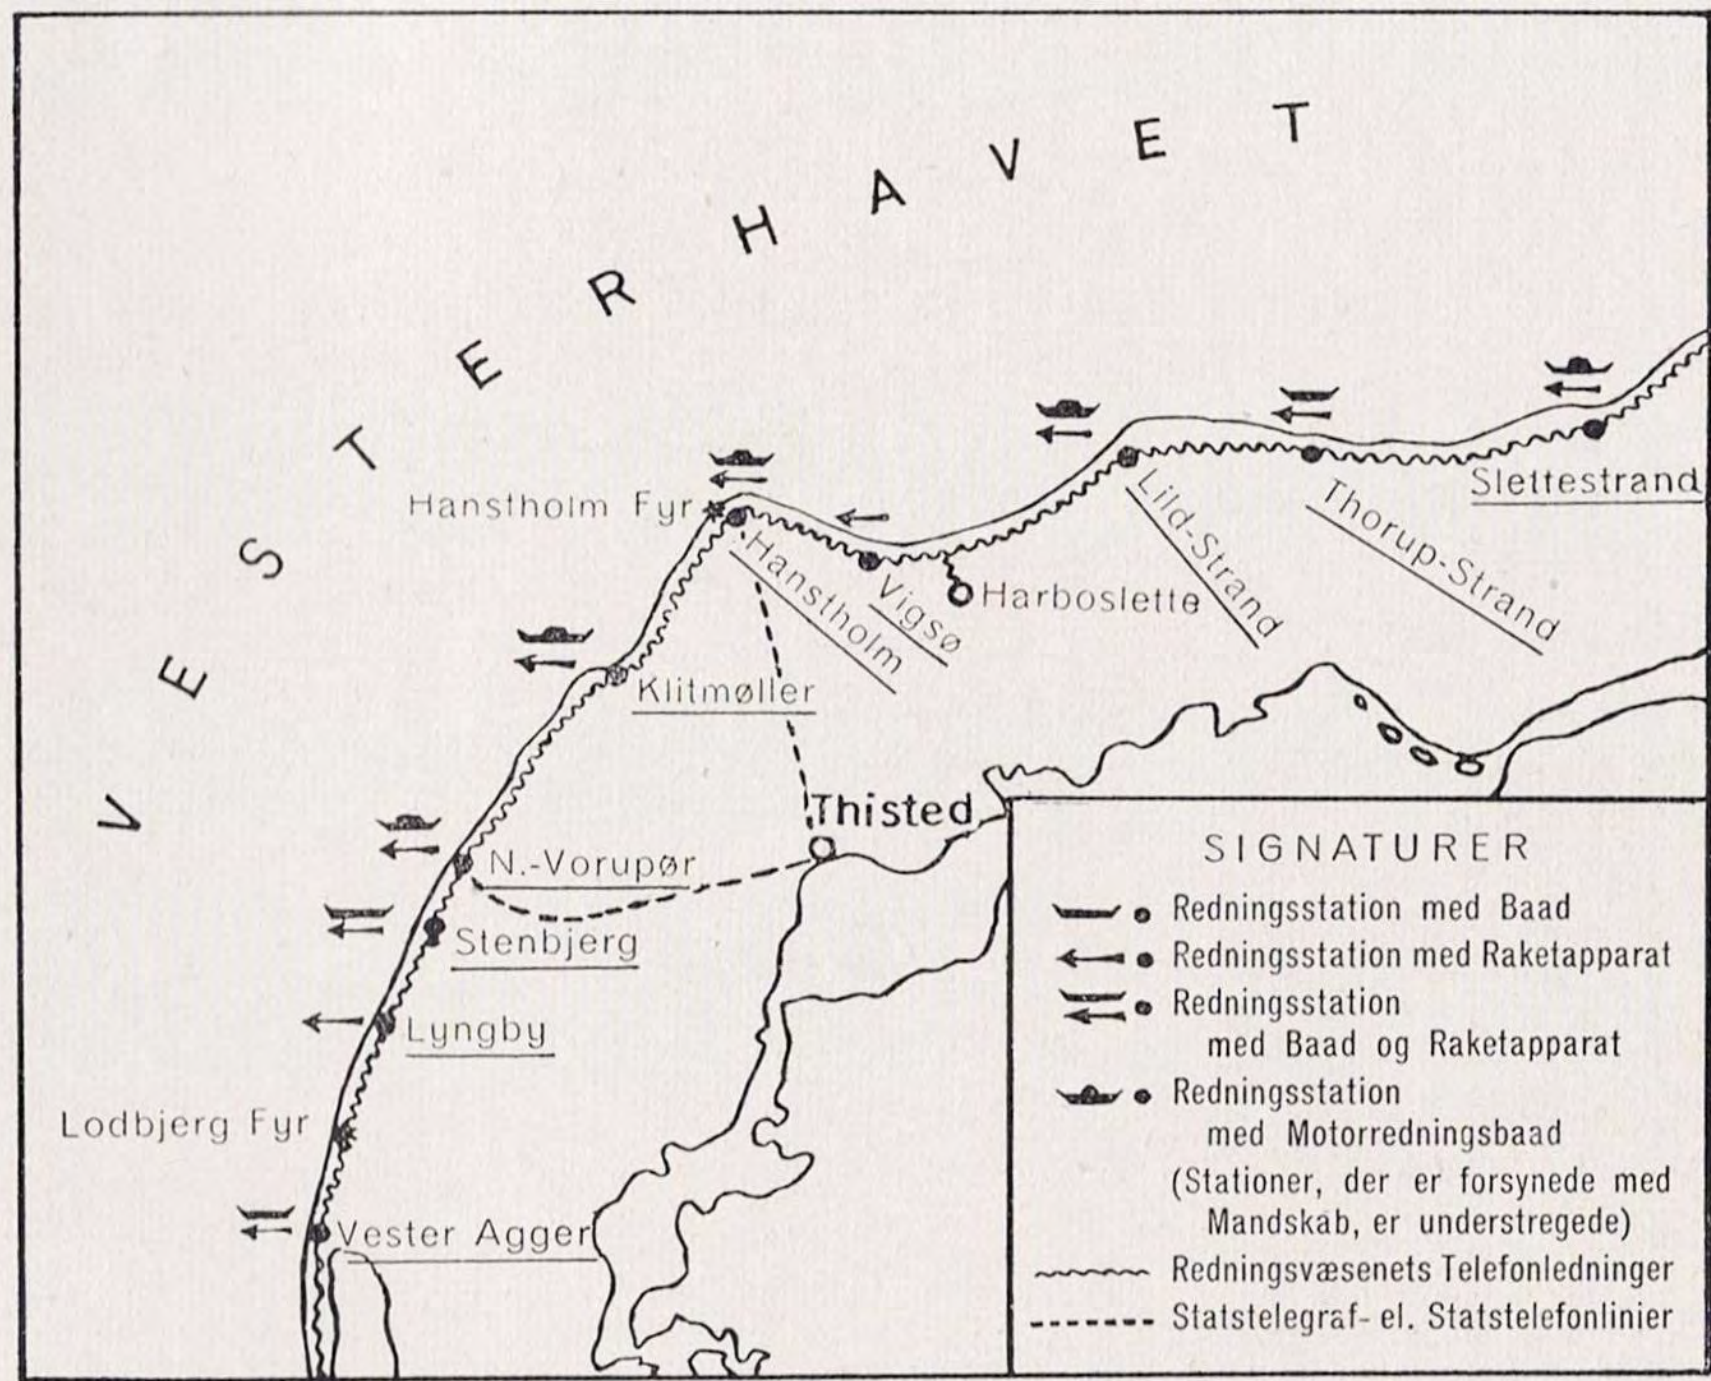 VESTERHAVET
Hanstholm Fyr
Hanstholm
Vigsø
Harboslette
Lild-Strand
Thorup-Strand
Slettestrand
Klitmøller
Thisted
N.-Vorupør
Stenbjerg
Lyngby
Lodbjerg Fyr
Vester Agger
SIGNATURER
Redningsstation med Baad
Redningsstation med Raketapparat
Redningsstation
med Baad og Raketapparat
Redningsstation
med Motorredningsbaad
(Stationer, der er forsynede med
Mandskab, er understregede)
Redningsvæsenets Telefonledninger
Statstelegraf- el. Statstelefonlinier